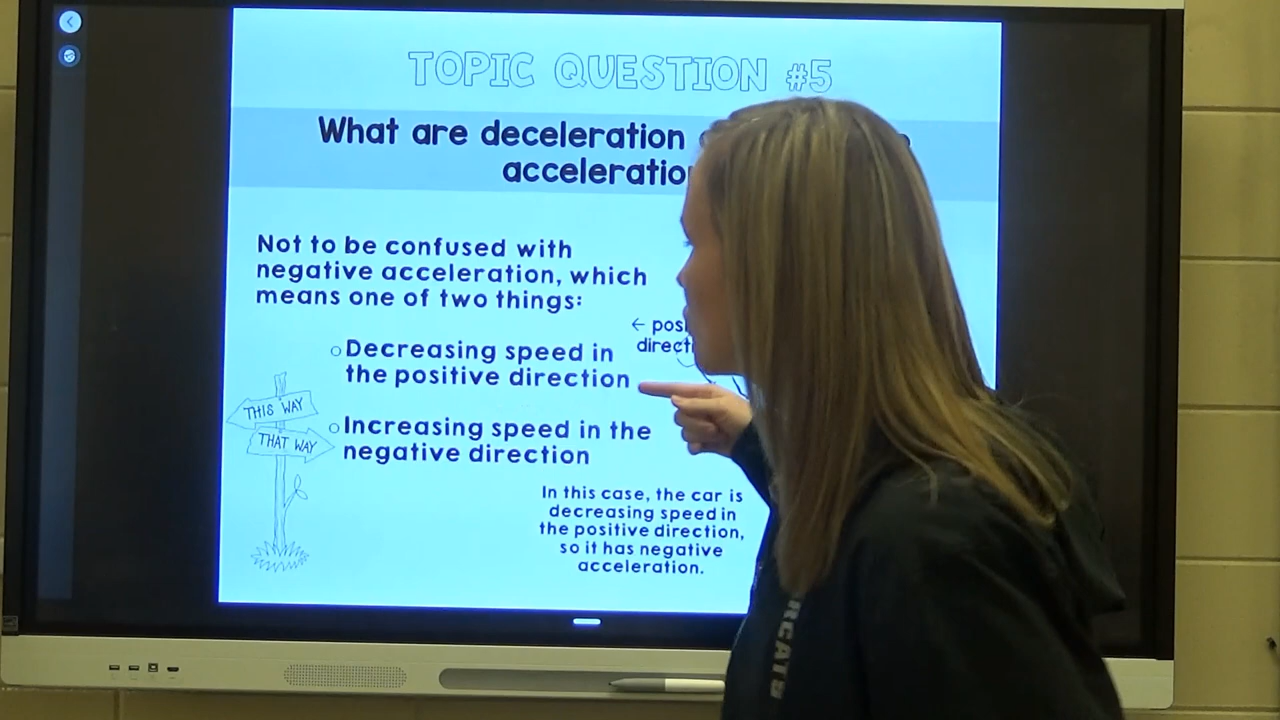 TOPIC QUESTION #5
What are deceleration
Not to be confused with
negative acceleration, which
means one of two things:
←
Decreasing speed in
the positive direction
THIS WAY
THAT WAY
Increasing speed in the
negative direction
In this case, the car is
decreasing speed in
the positive direction,
so it has negative
acceleration.